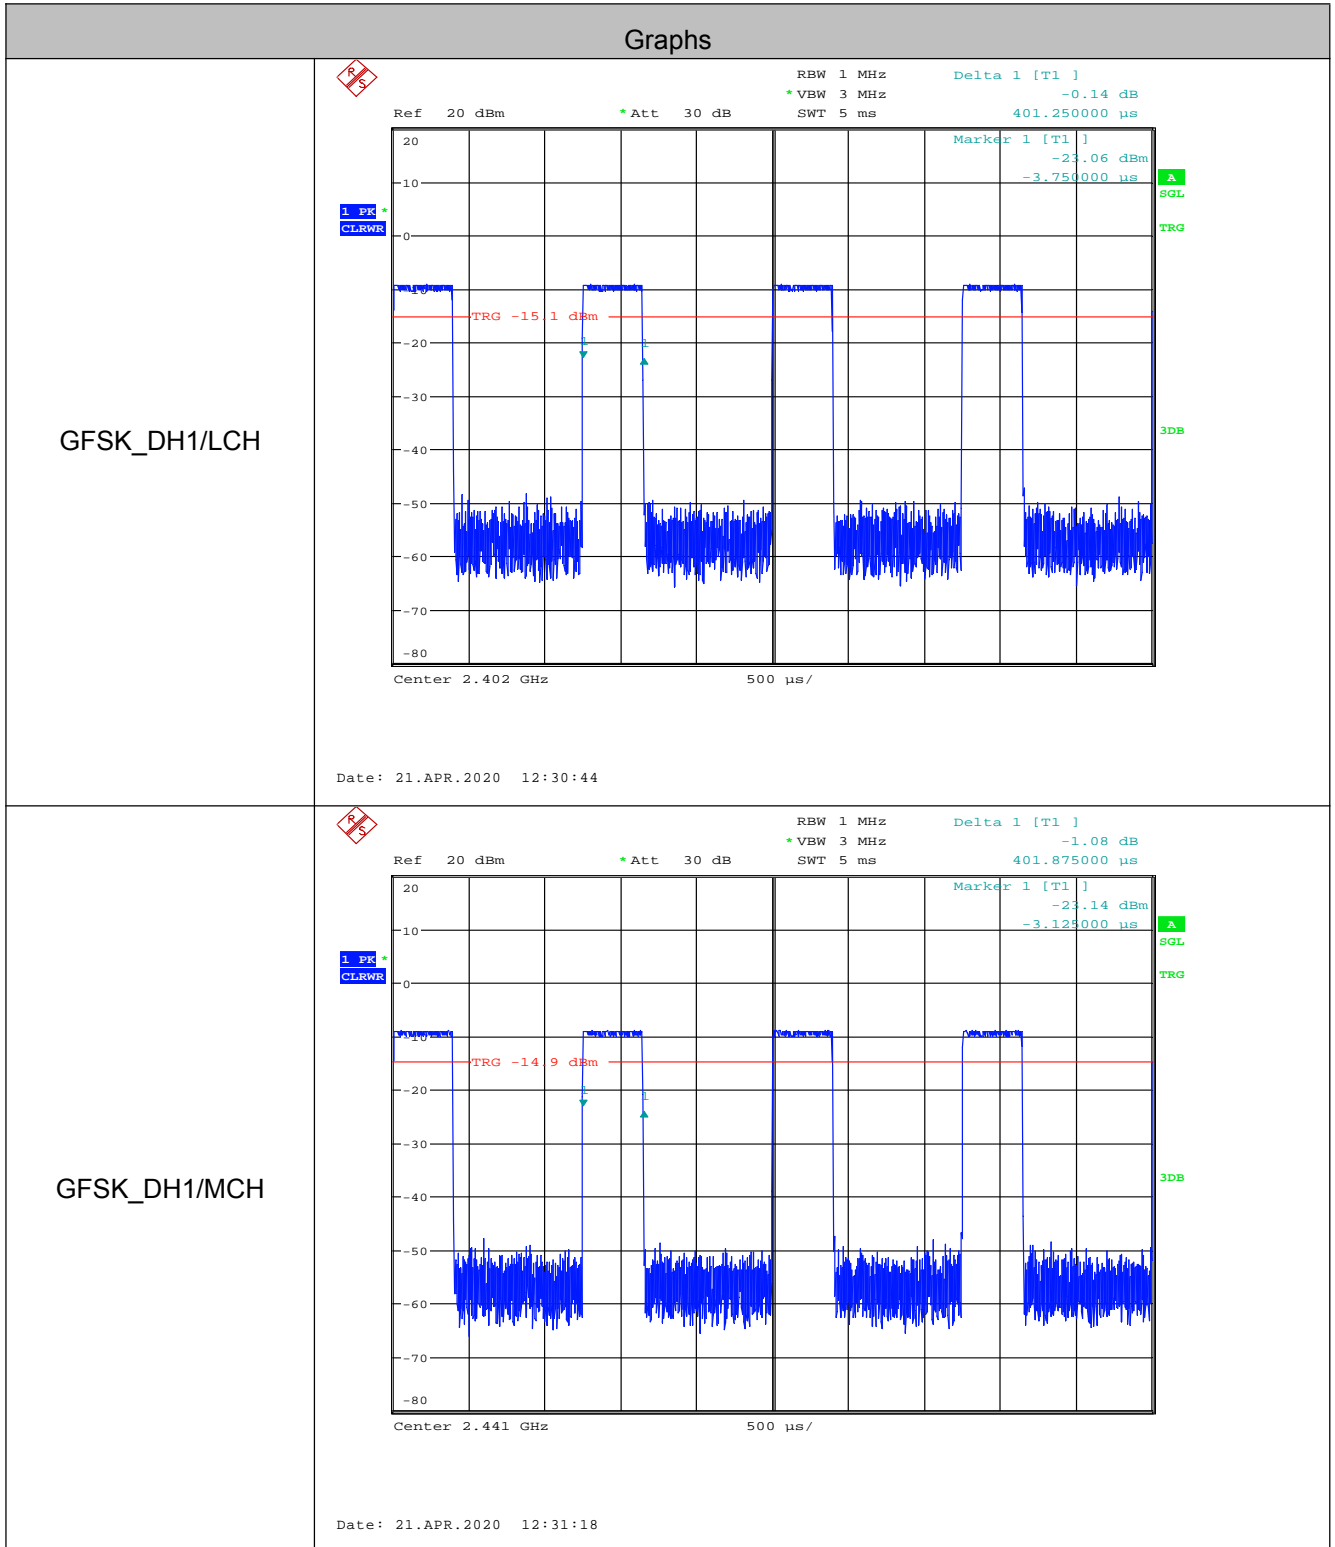 Graphs
GFSK_DH1/LCH
R S
RBW 1 MHz
Delta 1 [T1 ]
*VBW 3 MHz
-0.14 dB
Ref 20 dBm
*Att 30 dB
SWT 5 ms
401.250000 µs
20
Marker 1 [T1 ]
-23.06 dBm
-3.750000 µs
A
SGL
10
1 PK *
CLRWR
TRG
0
-10
TRG -15.1 dBm
-20
1
1
-30
3DB
-40
-50
-60
-70
-80
Center 2.402 GHz
500 µs/
Date: 21.APR.2020 12:30:44
GFSK_DH1/MCH
R S
RBW 1 MHz
Delta 1 [T1 ]
*VBW 3 MHz
-1.08 dB
Ref 20 dBm
*Att 30 dB
SWT 5 ms
401.875000 µs
20
Marker 1 [T1 ]
-23.14 dBm
-3.125000 µs
A
SGL
10
1 PK *
CLRWR
TRG
0
-10
TRG -14.9 dBm
-20
1
1
-30
3DB
-40
-50
-60
-70
-80
Center 2.441 GHz
500 µs/
Date: 21.APR.2020 12:31:18